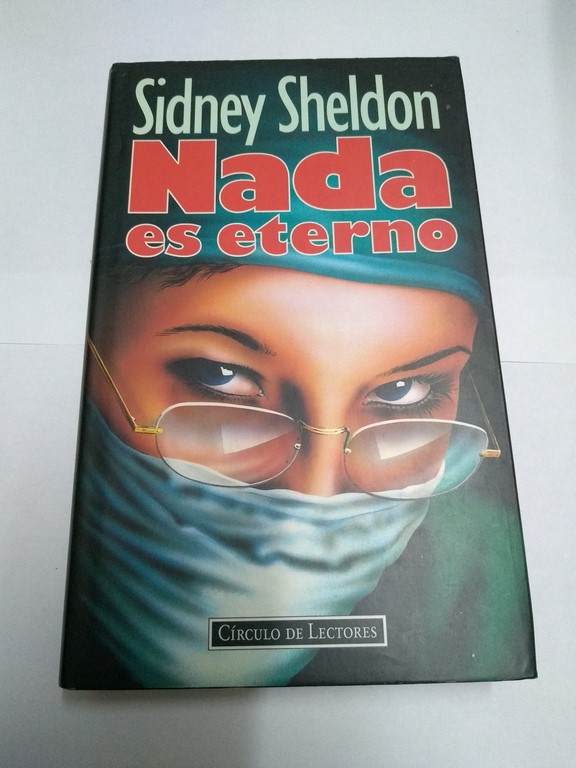 Sidney Sheldon
Nada
es eterno
CÍRCULO DE LECTORES